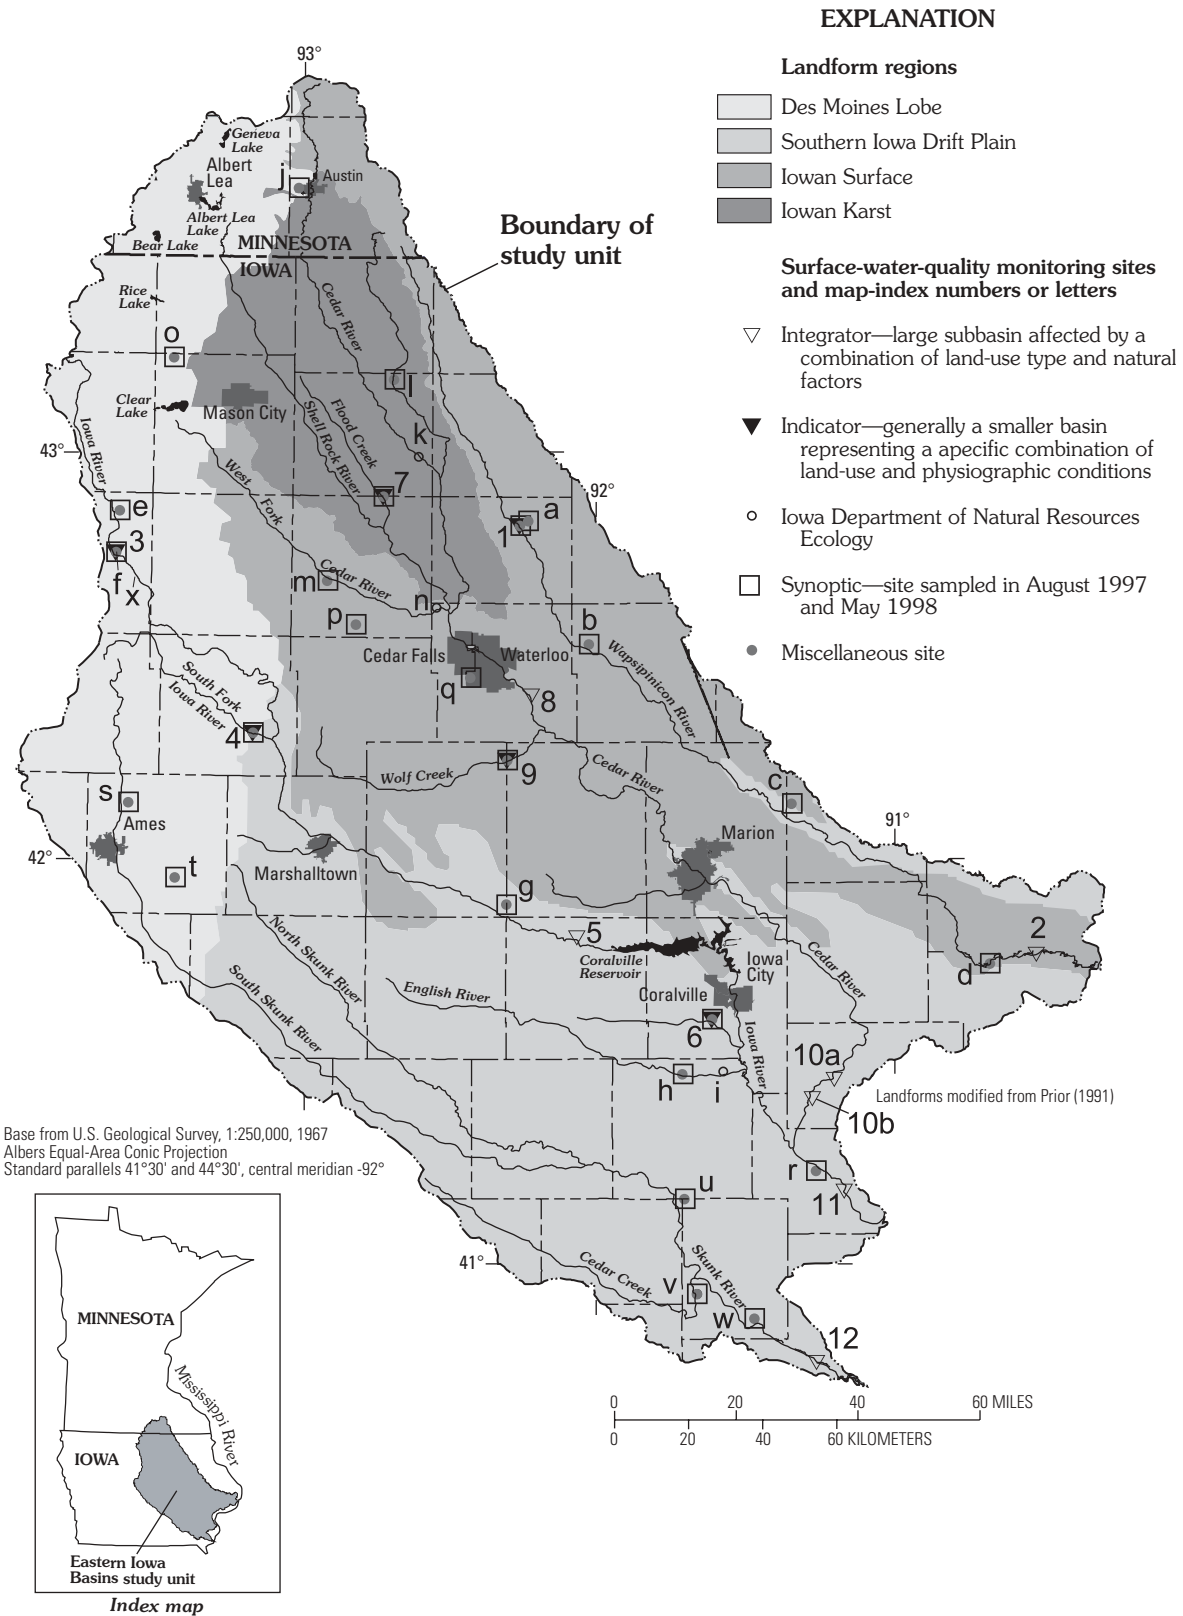 EXPLANATION
Landform regions
Des Moines Lobe
Southern Iowa Drift Plain
Iowan Surface
Iowan Karst
Surface-water-quality monitoring sites
and map-index numbers or letters
Integrator—large subbasin affected by a
combination of land-use type and natural
factors
Indicator—generally a smaller basin
representing a apecific combination of
land-use and physiographic conditions
Iowa Department of Natural Resources
Ecology
Synoptic—site sampled in August 1997
and May 1998
Miscellaneous site
93°
Geneva
Lake
Albert
Lea
j
Austin
Albert Lea
Lake
Bear Lake
MINNESOTA
IOWA
Boundary of
study unit
Rice
Lake
Cedar River
o
l
Clear
Lake
Mason City
Iowa River
Shell Rock River
Flood Creek
k
43°
West Fork
Cedar River
7
92°
e
a
1
3
f
x
m
n
p
b
Cedar Falls
Waterloo
Wapsipinicon River
q
8
South Fork
Iowa River
4
Wolf Creek
9
Cedar River
c
s
Ames
91°
Marion
42°
t
Marshalltown
g
2
North Skunk River
5
Coralville
Reservoir
Iowa
City
Cedar River
d
South Skunk River
English River
Coralville
6
Iowa River
10a
h
i
Landforms modified from Prior (1991)
10b
Base from U.S. Geological Survey, 1:250,000, 1967
Albers Equal-Area Conic Projection
Standard parallels 41°30' and 44°30', central meridian -92°
r
u
11
41°
Cedar Creek
Skunk River
v
w
12
0 20 40 60 MILES
0 20 40 60 KILOMETERS
MINNESOTA
Mississippi River
IOWA
Eastern Iowa
Basins study unit
Index map